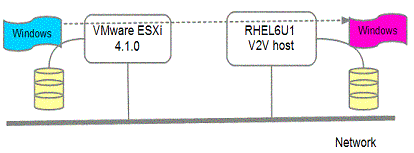 Windows
VMware ESXi
4.1.0
RHEL6U1
V2V host
Windows
Network